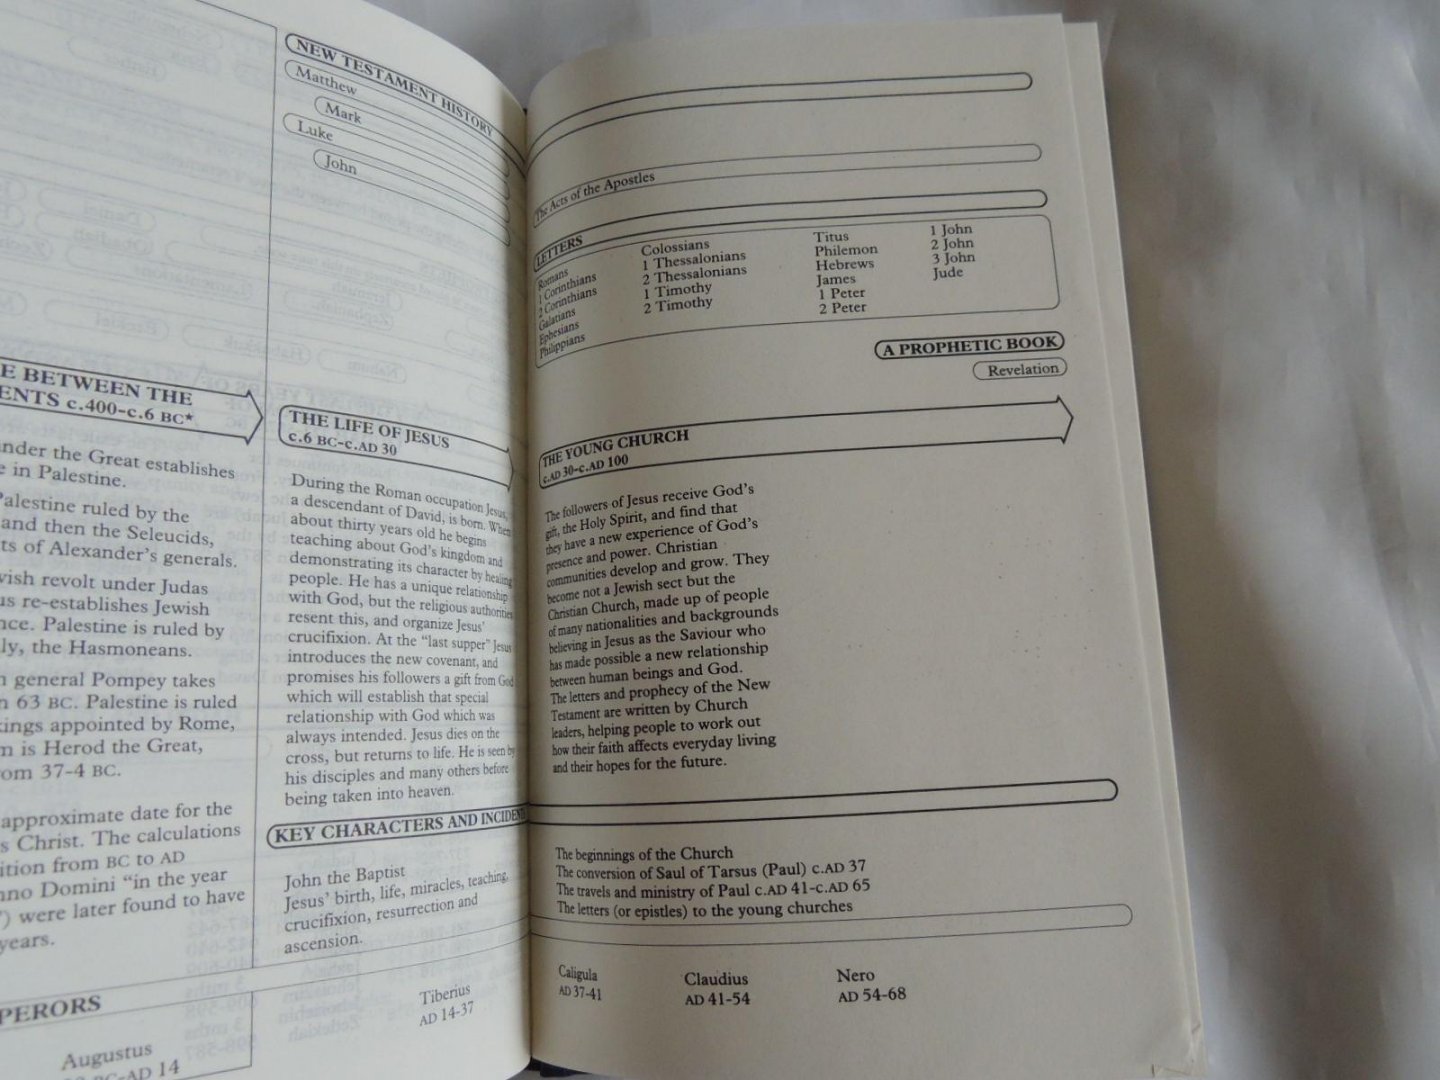 NEW TESTAMENT HISTORY
Matthew
Mark
Luke
John
E BETWEEN THE
ENTS c.400–c.6 BC*
nder the Great establishes
e in Palestine.
Palestine ruled by the
and then the Seleucids,
ts of Alexander's generals.
wish revolt under Judas
us re-establishes Jewish
nce. Palestine is ruled by
ly, the Hasmoneans.
n general Pompey takes
n 63 BC. Palestine is ruled
kings appointed by Rome,
m is Herod the Great,
om 37–4 BC.
approximate date for the
s Christ. The calculations
ition from BC to AD
nno Domini “in the year
”) were later found to have
years.
PERORS
Augustus
BC–AD 14
THE LIFE OF JESUS
c.6 BC–c.AD 30
During the Roman occupation Jesus,
a descendant of David, is born. When
about thirty years old he begins
teaching about God's kingdom and
demonstrating its character by healing
people. He has a unique relationship
with God, but the religious authorities
resent this, and organize Jesus'
crucifixion. At the “last supper” Jesus
introduces the new covenant, and
promises his followers a gift from God
which will establish that special
relationship with God which was
always intended. Jesus dies on the
cross, but returns to life. He is seen by
his disciples and many others before
being taken into heaven.
KEY CHARACTERS AND INCIDENTS
John the Baptist
Jesus' birth, life, miracles, teaching,
crucifixion, resurrection and
ascension.
Tiberius
AD 14–37
The Acts of the Apostles
LETTERS
Romans
1 Corinthians
2 Corinthians
Galatians
Ephesians
Philippians
Colossians
1 Thessalonians
2 Thessalonians
1 Timothy
2 Timothy
Titus
Philemon
Hebrews
James
1 Peter
2 Peter
1 John
2 John
3 John
Jude
A PROPHETIC BOOK
Revelation
THE YOUNG CHURCH
c.AD 30–c.AD 100
The followers of Jesus receive God's
gift, the Holy Spirit, and find that
they have a new experience of God's
presence and power. Christian
communities develop and grow. They
become not a Jewish sect but the
Christian Church, made up of people
of many nationalities and backgrounds
believing in Jesus as the Saviour who
has made possible a new relationship
between human beings and God.
The letters and prophecy of the New
Testament are written by Church
leaders, helping people to work out
how their faith affects everyday living
and their hopes for the future.
The beginnings of the Church
The conversion of Saul of Tarsus (Paul) c.AD 37
The travels and ministry of Paul c.AD 41–c.AD 65
The letters (or epistles) to the young churches
Caligula
AD 37–41
Claudius
AD 41–54
Nero
AD 54–68